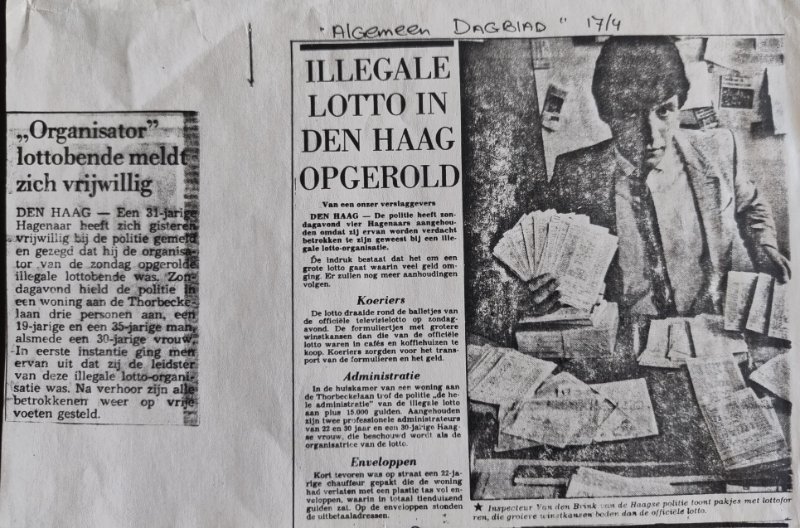 "Algemeen Dagblad" 17/4
„Organisator”
lottobende meldt
zich vrijwillig
DEN HAAG — Een 31-jarige
Hagenaar heeft zich gisteren
vrijwillig bij de politie gemeld
en gezegd dat hij de organisa-
tor van de zondag opgerolde
illegale lottobende was. Zon-
dagavond hield de politie in
een woning aan de Thorbecke-
laan drie personen aan, een
19-jarige en een 35-jarige man,
alsmede een 30-jarige vrouw.
In eerste instantie ging men
ervan uit dat zij de leidster
van deze illegale lotto-organi-
satie was. Na verhoor zijn alle
betrokkenen weer op vrije
voeten gesteld.
ILLEGALE
LOTTO IN
DEN HAAG
OPGEROLD
Van een onzer verslaggevers
DEN HAAG — De politie heeft zon-
dagavond vier Hagenaars aangehou-
den omdat zij ervan worden verdacht
betrokken te zijn geweest bij een ille-
gale lotto-organisatie.
De indruk bestaat dat het om een
grote lotto gaat waarin veel geld om-
ging. Er zullen nog meer aanhoudingen
volgen.
Koeriers
De lotto draaide rond de balletjes van
de officiële televisielotto op zondag-
avond. De formuliertjes met grotere
winstkansen dan die van de officiële
lotto waren in cafés en koffiehuizen te
koop. Koeriers zorgden voor het trans-
port van de formulieren en het geld.
Administratie
In de huiskamer van een woning aan
de Thorbeckelaan trof de politie „de he-
le administratie” van de illegale lotto
aan plus 15.000 gulden. Aangehouden
zijn twee professionele administrateurs
van 22 en 30 jaar en een 30-jarige Haag-
se vrouw, die beschouwd wordt als de
organisatrice van de lotto.
Enveloppen
Kort tevoren was op straat een 22-ja-
rige chauffeur gepakt die de woning
had verlaten met een plastic tas vol en-
veloppen, waarin in totaal tienduizend
gulden zat. Op de enveloppen stonden
de uitbetaaladressen.
★ Inspecteur Van den Brink van de Haagse politie toont pakjes met lottofor
ren, die grotere winstkansen boden dan de officiële lotto.